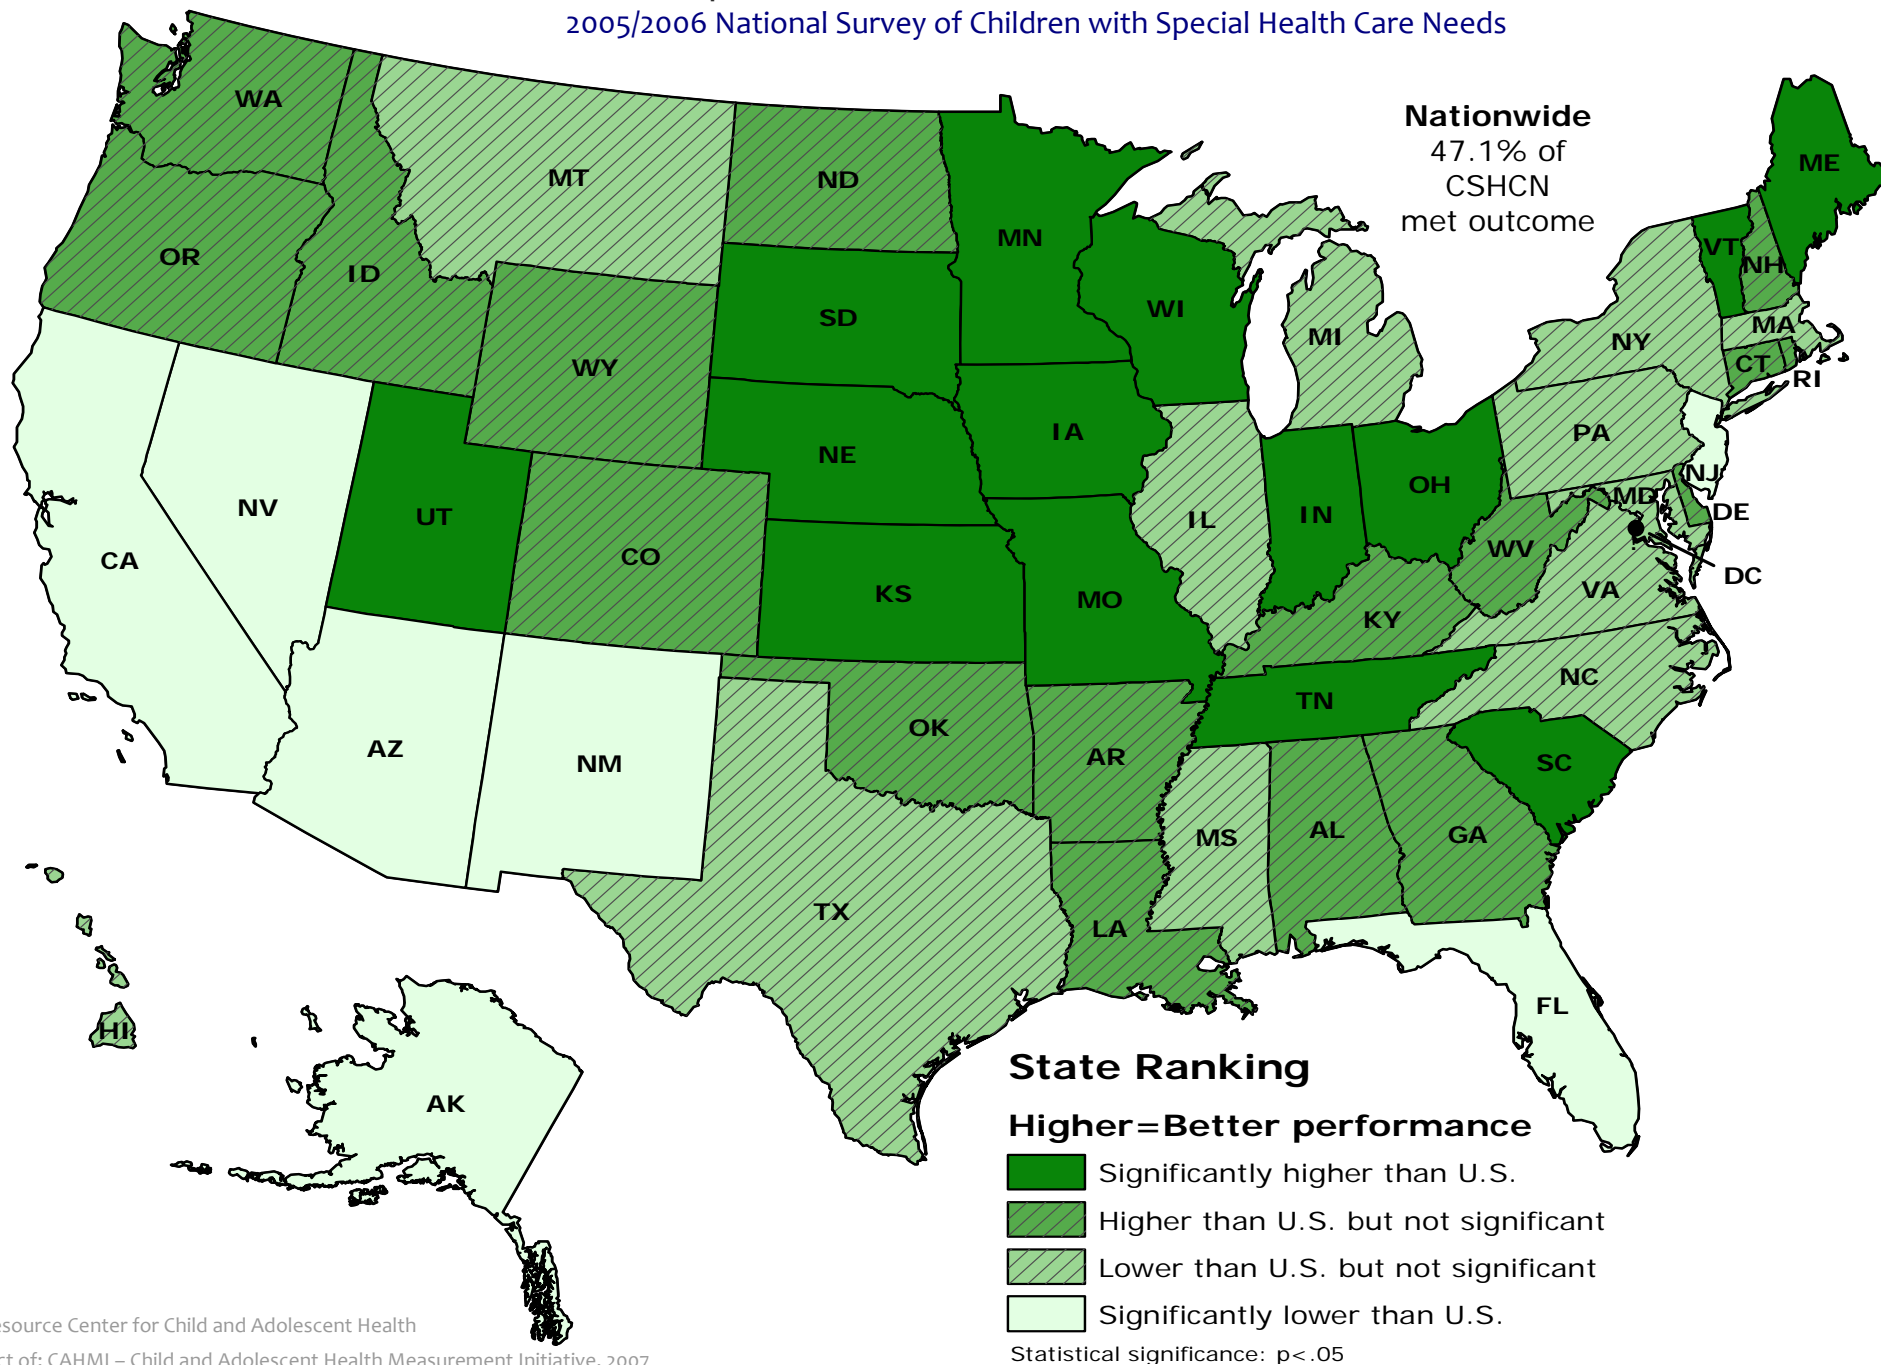 2005/2006 National Survey of Children with Special Health Care Needs
Nationwide
47.1% of
CSHCN
met outcome
WA
MT
ND
MN
ME
OR
ID
SD
WI
VT
NH
WY
MI
NY
MA
CT
RI
NE
IA
PA
NV
UT
CO
IL
IN
OH
NJ
MD
DE
CA
KS
MO
WV
VA
DC
KY
NC
TN
AZ
NM
OK
AR
SC
TX
MS
AL
GA
LA
FL
HI
AK
State Ranking
Higher=Better performance
Significantly higher than U.S.
Higher than U.S. but not significant
Lower than U.S. but not significant
Significantly lower than U.S.
Statistical significance: p<.05
esource Center for Child and Adolescent Health
ct of: CAHMI – Child and Adolescent Health Measurement Initiative, 2007